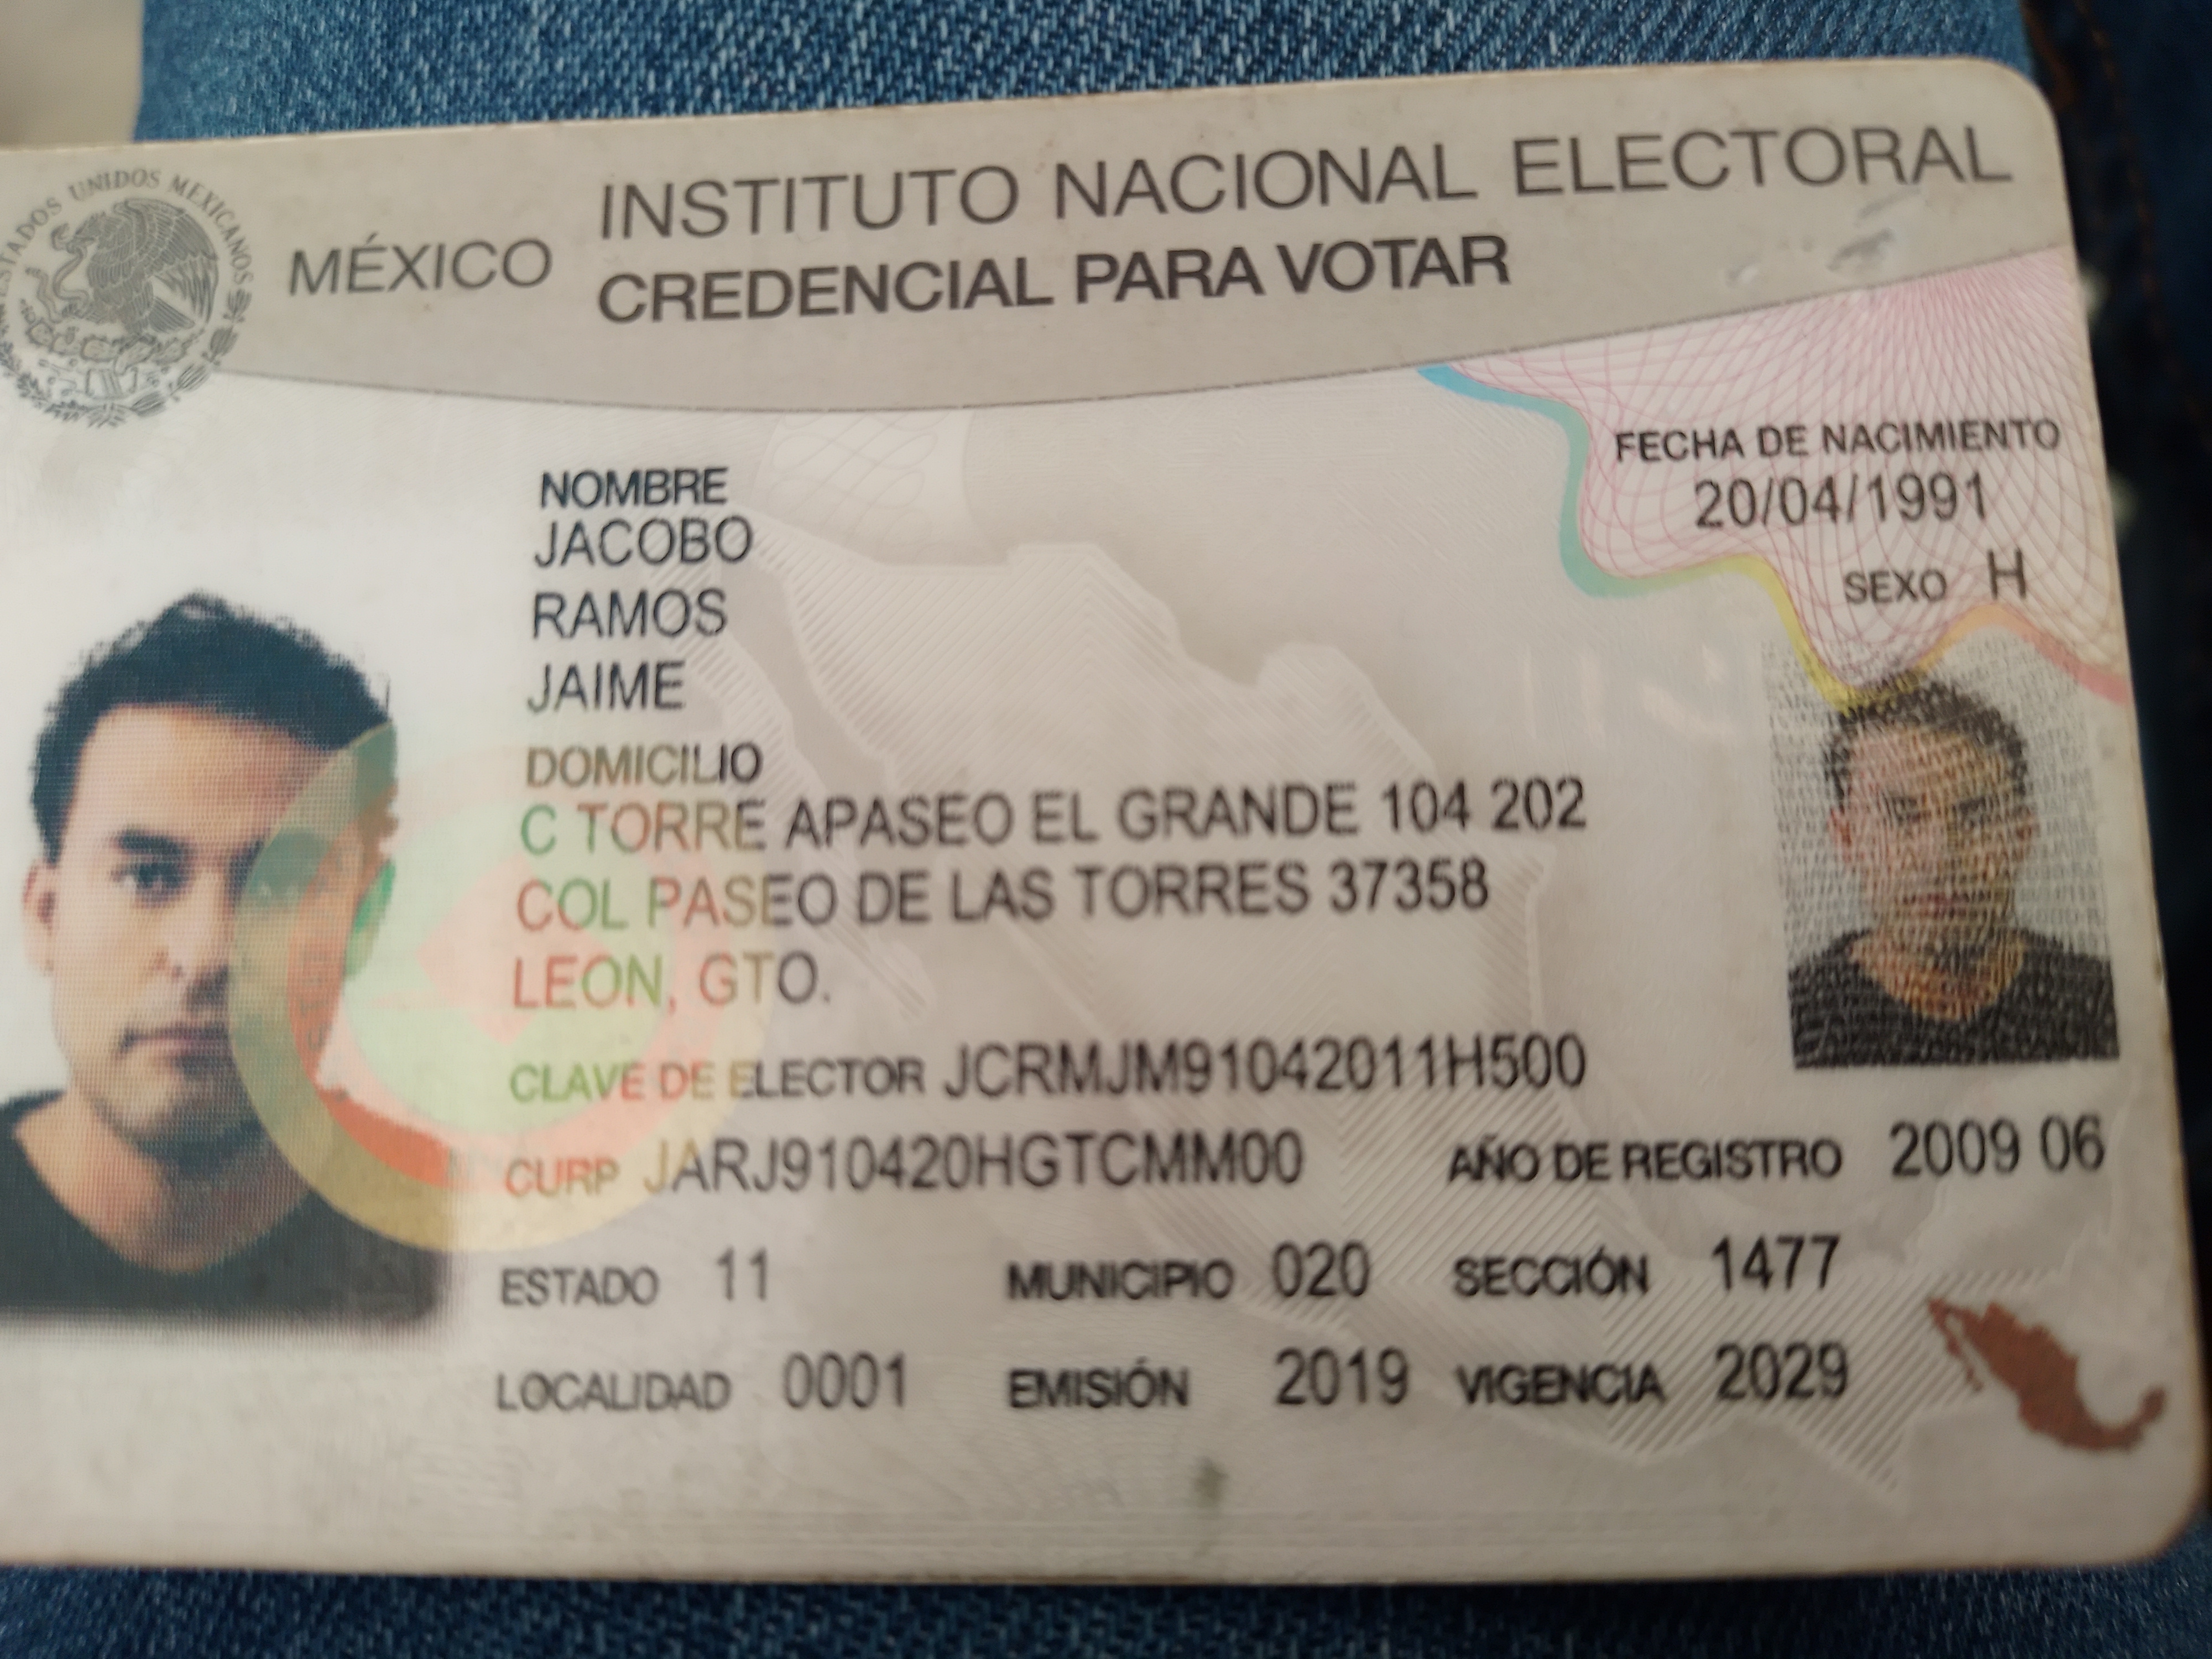 ESTADOS UNIDOS MEXICANOS
MÉXICO
INSTITUTO NACIONAL ELECTORAL
CREDENCIAL PARA VOTAR
FECHA DE NACIMIENTO
20/04/1991
SEXO H
NOMBRE
JACOBO
RAMOS
JAIME
DOMICILIO
C TORRE APASEO EL GRANDE 104 202
COL PASEO DE LAS TORRES 37358
LEON, GTO.
CLAVE DE ELECTOR JCRMJM91042011H500
CURP JARJ910420HGTCMM00 AÑO DE REGISTRO 2009 06
ESTADO 11 MUNICIPIO 020 SECCIÓN 1477
LOCALIDAD 0001 EMISIÓN 2019 VIGENCIA 2029